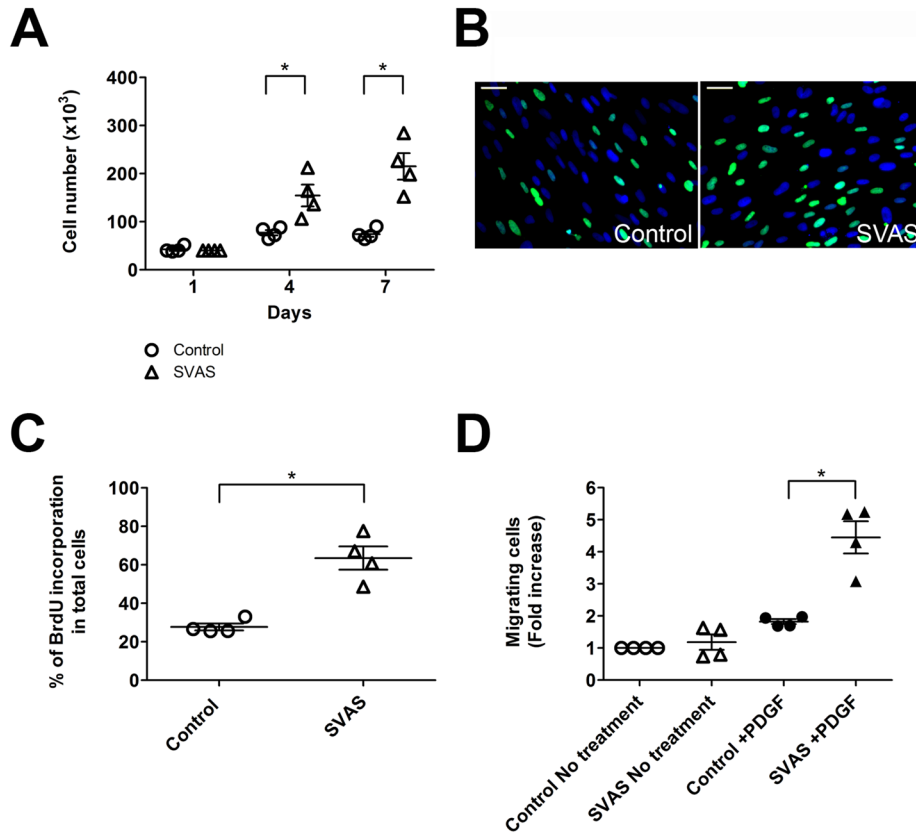 A
Cell number (x10³)
400
300
200
100
0
*
*
1
4
7
Days
Control
SVAS
B
Control
SVAS
C
% of BrdU incorporation
in total cells
100
80
60
40
20
0
*
Control
SVAS
D
Migrating cells
(Fold increase)
6
5
4
3
2
1
0
*
Control No treatment
SVAS No treatment
Control +PDGF
SVAS +PDGF